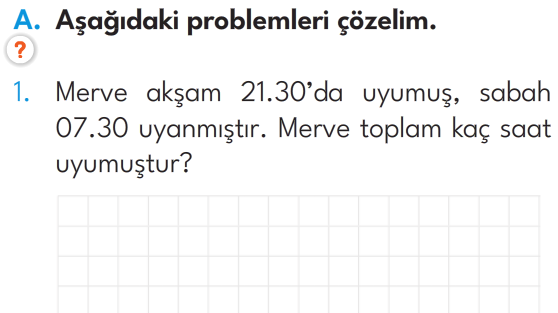 A. Aşağıdaki problemleri çözelim.
?
1. Merve akşam 21.30’da uyumuş, sabah
07.30 uyanmıştır. Merve toplam kaç saat
uyumuştur?